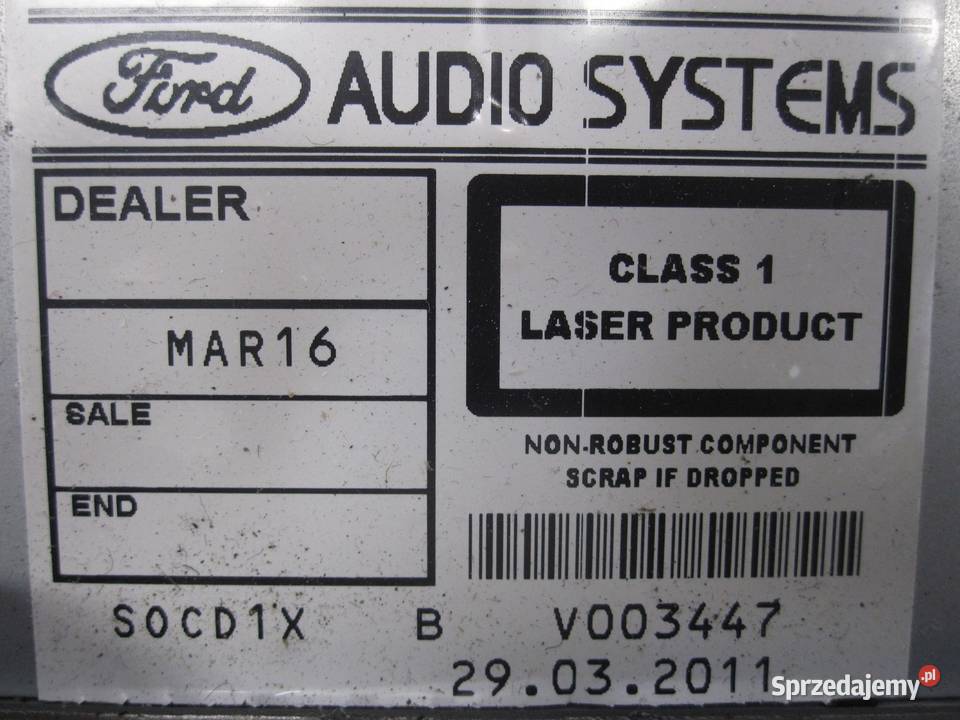 Ford AUDIO SYSTEMS
DEALER
MAR16
SALE
END
CLASS 1
LASER PRODUCT
NON-ROBUST COMPONENT
SCRAP IF DROPPED
SOCD1X B V003447
29.03.2011
Sprzedajemy.pl